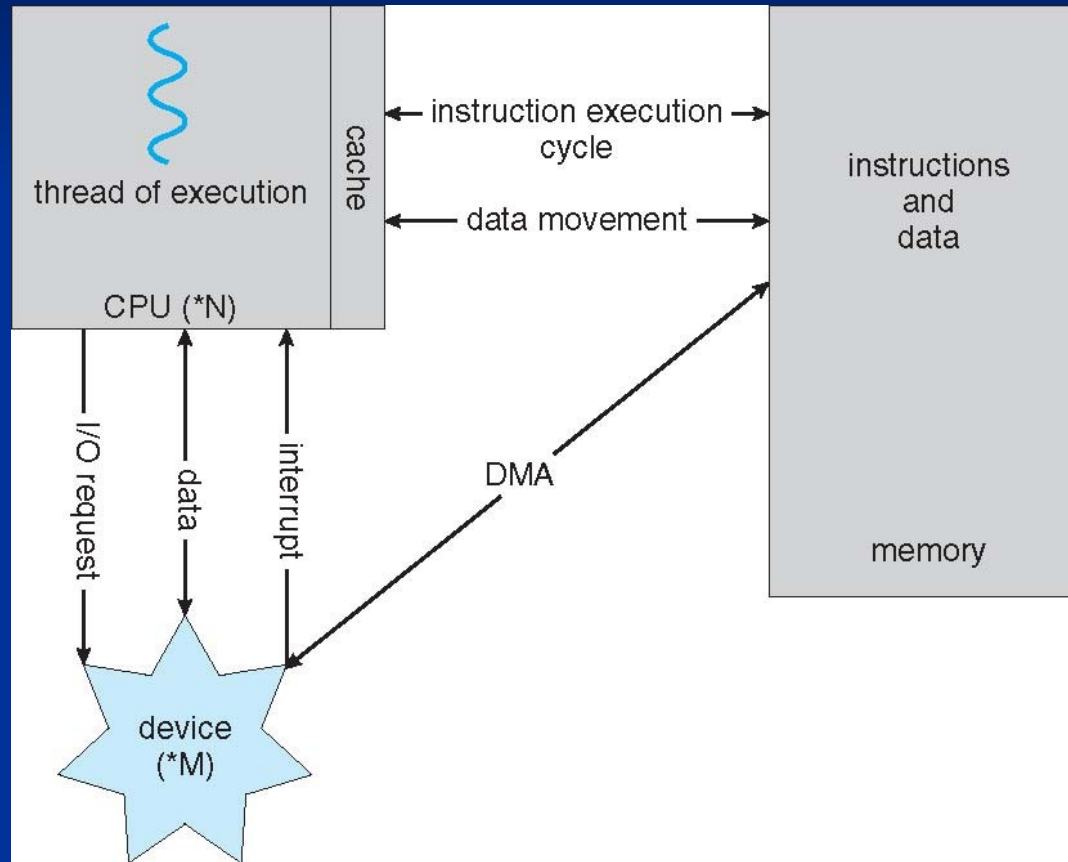 thread of execution
CPU (*N)
cache
instruction execution
cycle
data movement
instructions
and
data
memory
I/O request
data
interrupt
DMA
device
(*M)